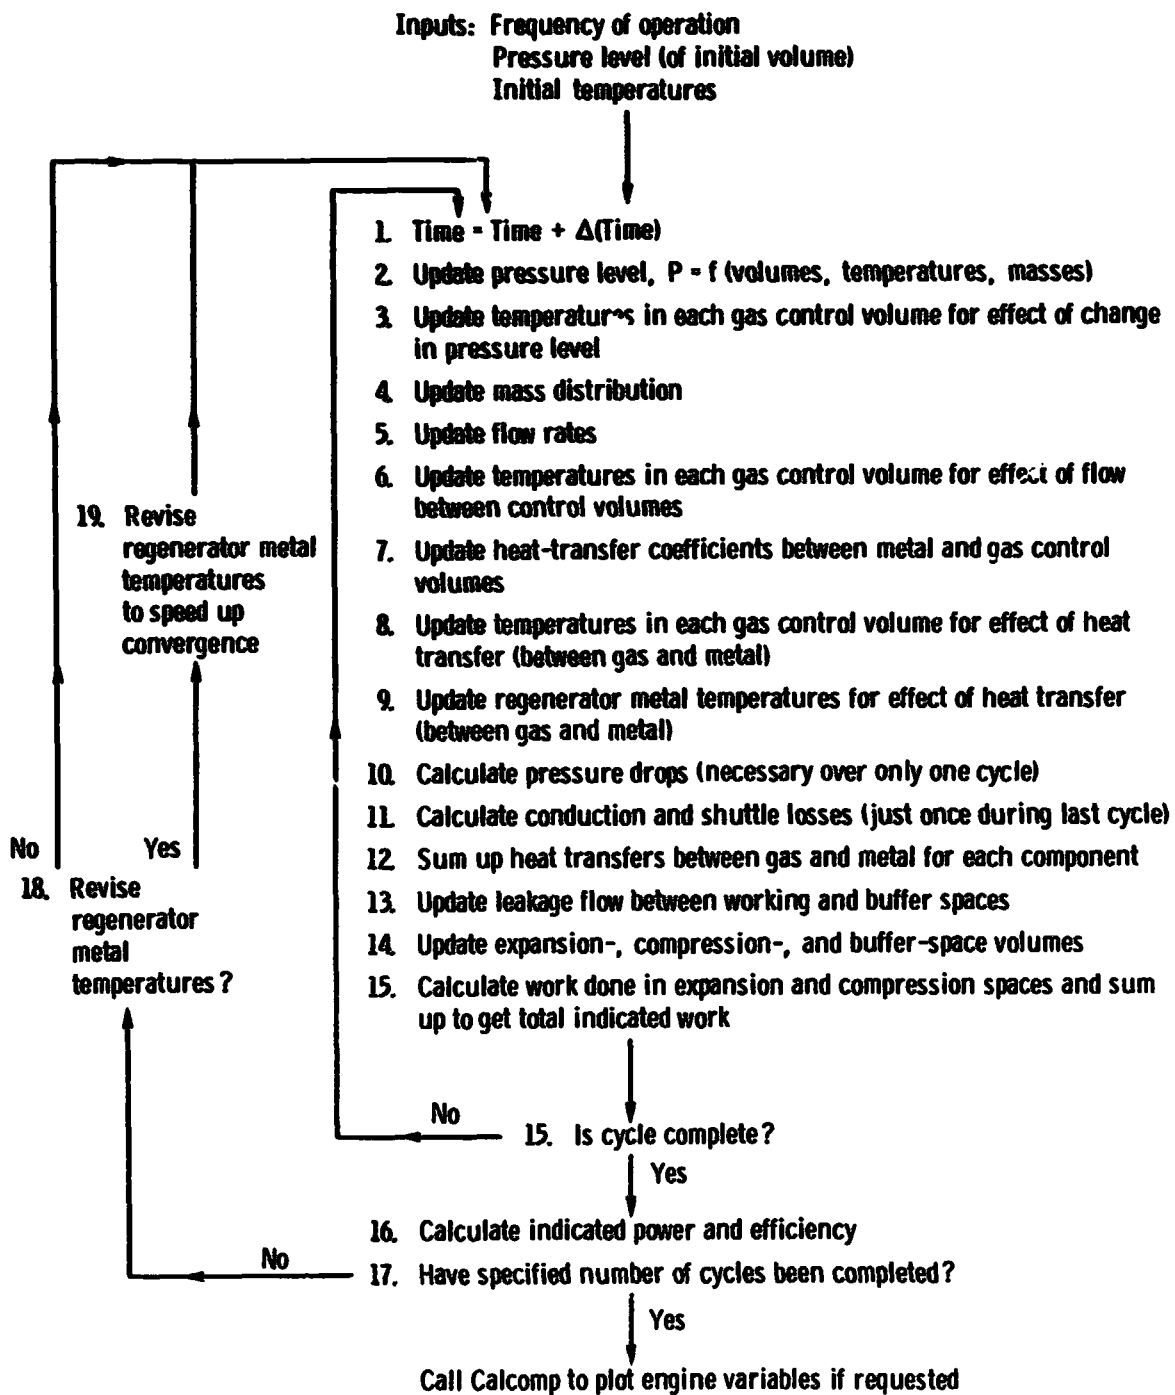 Inputs: Frequency of operation
Pressure level (of initial volume)
Initial temperatures
1. Time = Time + Δ(Time)
2. Update pressure level, P = f (volumes, temperatures, masses)
3. Update temperatures in each gas control volume for effect of change
in pressure level
4. Update mass distribution
5. Update flow rates
6. Update temperatures in each gas control volume for effect of flow
between control volumes
7. Update heat-transfer coefficients between metal and gas control
volumes
8. Update temperatures in each gas control volume for effect of heat
transfer (between gas and metal)
9. Update regenerator metal temperatures for effect of heat transfer
(between gas and metal)
10. Calculate pressure drops (necessary over only one cycle)
11. Calculate conduction and shuttle losses (just once during last cycle)
12. Sum up heat transfers between gas and metal for each component
13. Update leakage flow between working and buffer spaces
14. Update expansion-, compression-, and buffer-space volumes
15. Calculate work done in expansion and compression spaces and sum
up to get total indicated work
No
15. Is cycle complete?
Yes
16. Calculate indicated power and efficiency
No
17. Have specified number of cycles been completed?
Yes
Call Calcomp to plot engine variables if requested
18. Revise
regenerator
metal
temperatures?
No
Yes
19. Revise
regenerator metal
temperatures
to speed up
convergence